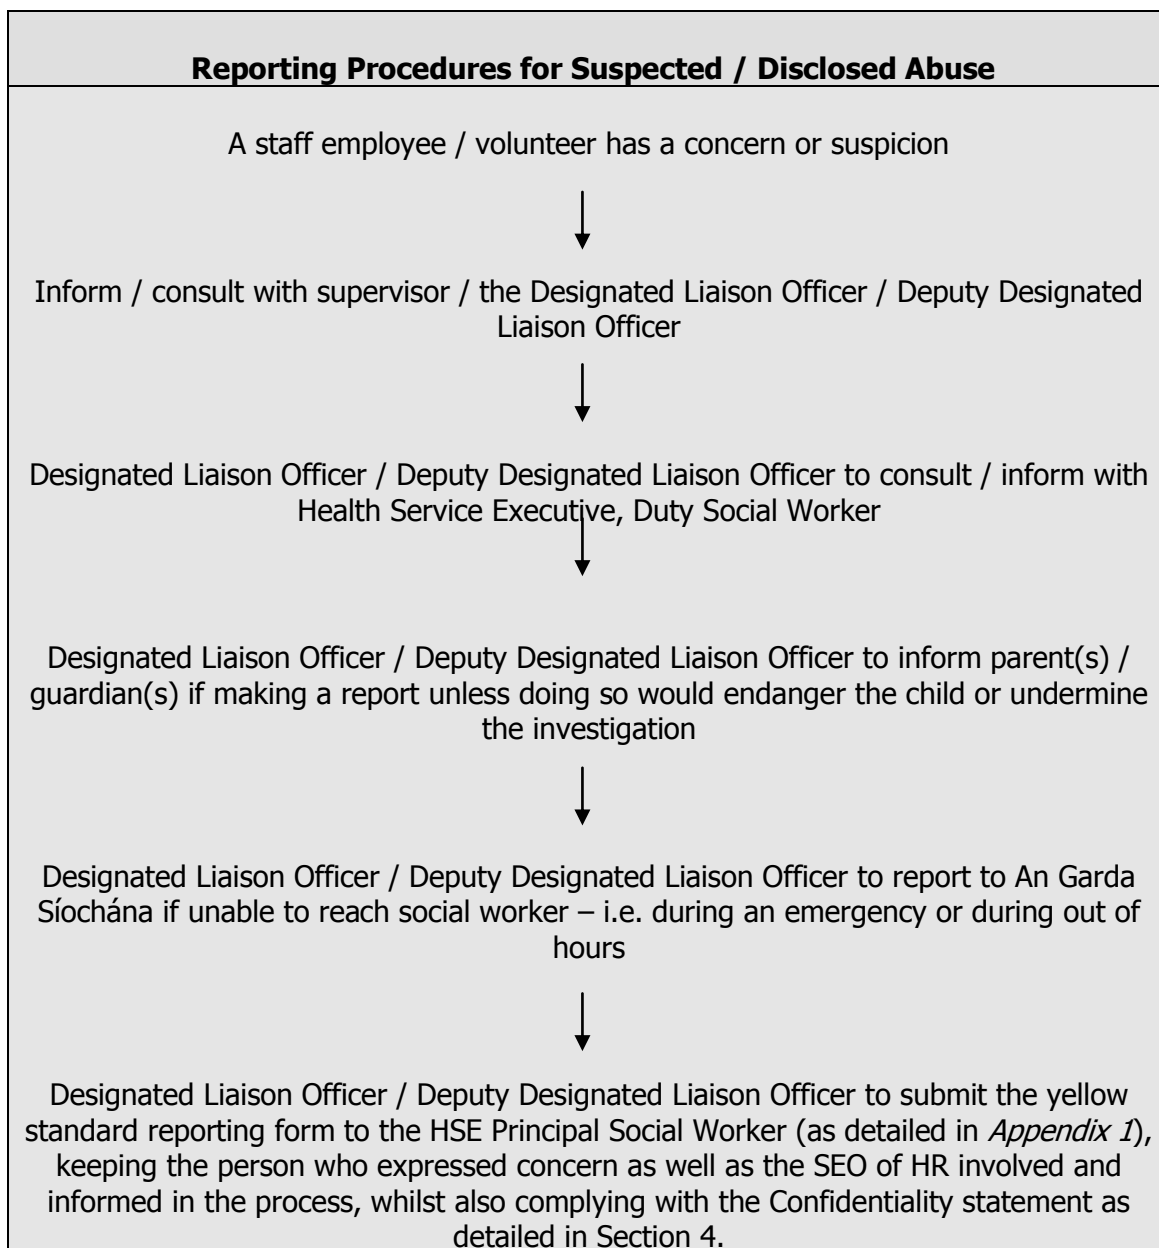 Reporting Procedures for Suspected / Disclosed Abuse
A staff employee / volunteer has a concern or suspicion
Inform / consult with supervisor / the Designated Liaison Officer / Deputy Designated
Liaison Officer
Designated Liaison Officer / Deputy Designated Liaison Officer to consult / inform with
Health Service Executive, Duty Social Worker
Designated Liaison Officer / Deputy Designated Liaison Officer to inform parent(s) /
guardian(s) if making a report unless doing so would endanger the child or undermine
the investigation
Designated Liaison Officer / Deputy Designated Liaison Officer to report to An Garda
Síochána if unable to reach social worker – i.e. during an emergency or during out of
hours
Designated Liaison Officer / Deputy Designated Liaison Officer to submit the yellow
standard reporting form to the HSE Principal Social Worker (as detailed in Appendix 1),
keeping the person who expressed concern as well as the SEO of HR involved and
informed in the process, whilst also complying with the Confidentiality statement as
detailed in Section 4.